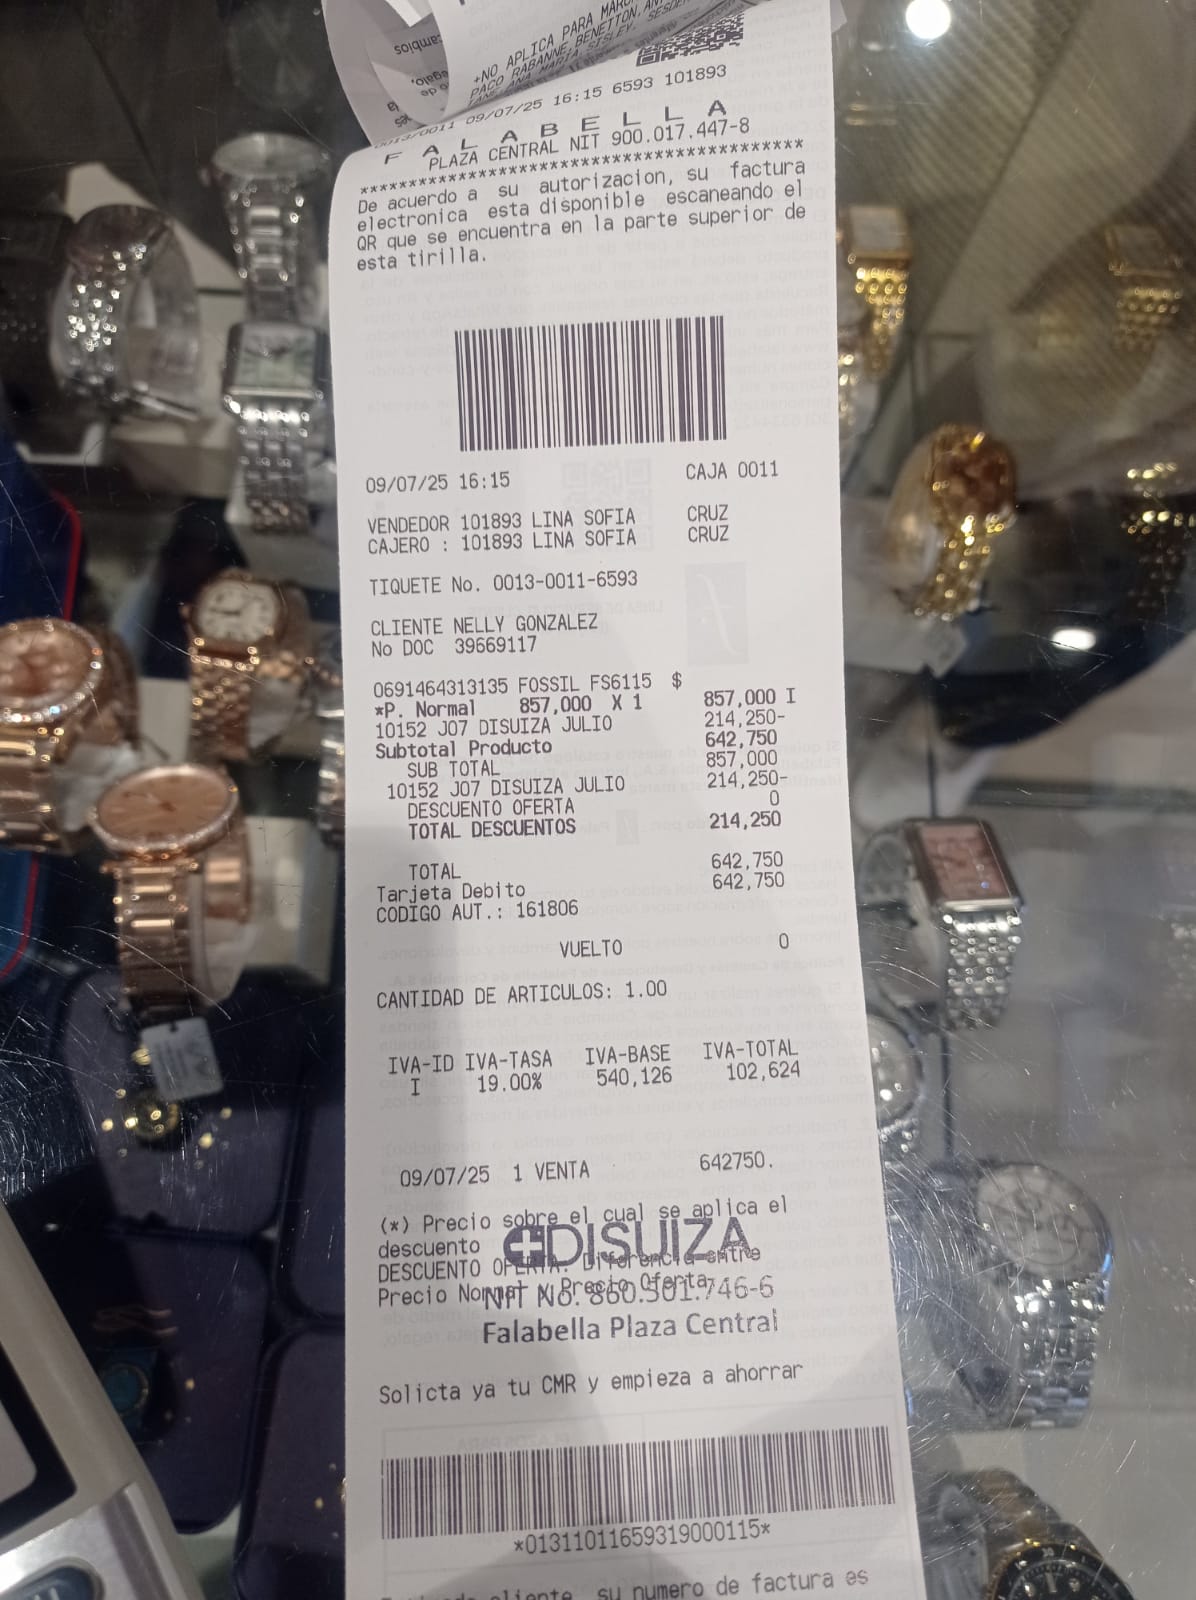 +NO APLICA PARA
PACO RABANNE, BENETTON,
0013/0011 09/07/25 16:15 6593 101893
F A L A B E L L A
PLAZA CENTRAL NIT 900.017.447-8
********************************************
De acuerdo a su autorizacion, su factura
electronica esta disponible escaneando el
QR que se encuentra en la parte superior de
esta tirilla.
09/07/25 16:15 CAJA 0011
VENDEDOR 101893 LINA SOFIA CRUZ
CAJERO : 101893 LINA SOFIA CRUZ
TIQUETE No. 0013-0011-6593
CLIENTE NELLY GONZALEZ
No DOC 39669117
0691464313135 FOSSIL FS6115 $
*P. Normal 857,000 X 1 857,000 I
10152 J07 DISUIZA JULIO 214,250-
Subtotal Producto 642,750
SUB TOTAL 857,000
10152 J07 DISUIZA JULIO 214,250-
DESCUENTO OFERTA 0
TOTAL DESCUENTOS 214,250
TOTAL 642,750
Tarjeta Debito 642,750
CODIGO AUT.: 161806
VUELTO 0
CANTIDAD DE ARTICULOS: 1.00
IVA-ID IVA-TASA IVA-BASE IVA-TOTAL
I 19.00% 540,126 102,624
09/07/25 1 VENTA 642750.
(*) Precio sobre el cual se aplica el
descuento
DISUIZA
DESCUENTO OFERTA: Diferencia entre
Precio Normal y Precio Oferta.
NIT No. 860.501.746-6
Falabella Plaza Central
Solicta ya tu CMR y empieza a ahorrar
*01311011659319000115*
cliente, su numero de factura es